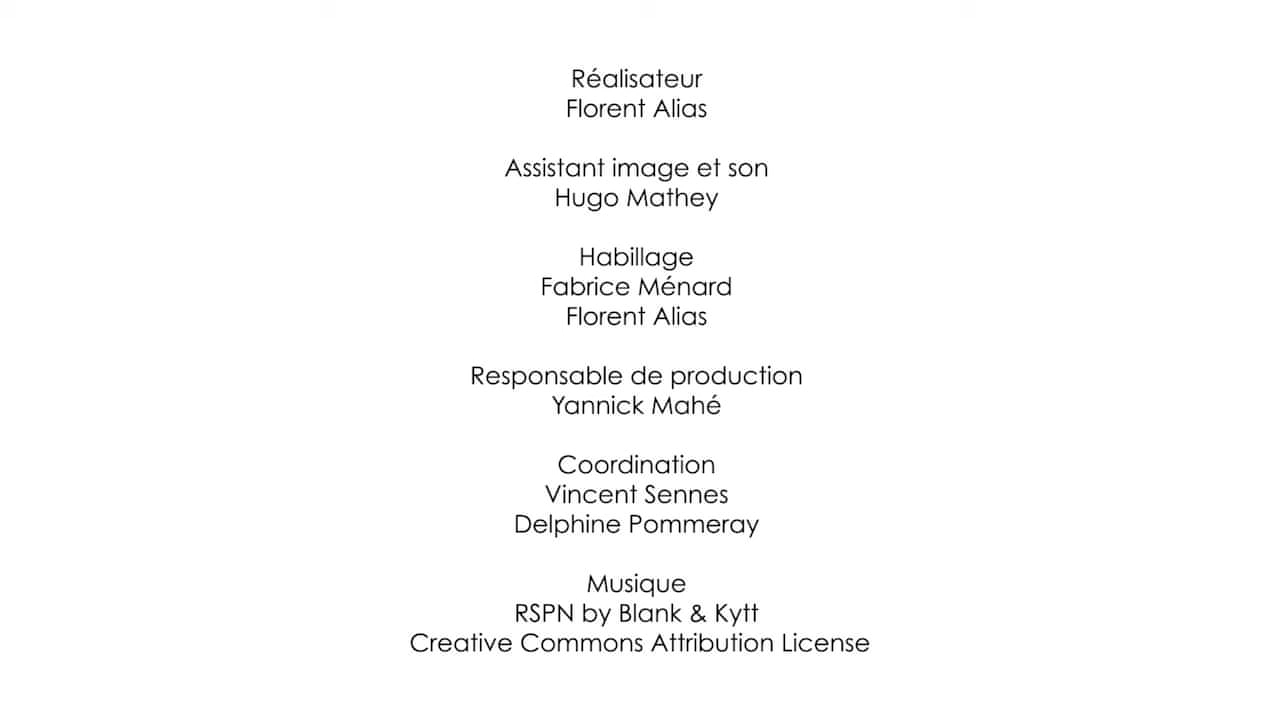 Réalisateur
Florent Alias
Assistant image et son
Hugo Mathey
Habillage
Fabrice Ménard
Florent Alias
Responsable de production
Yannick Mahé
Coordination
Vincent Sennes
Delphine Pommeray
Musique
RSPN by Blank & Kytt
Creative Commons Attribution License